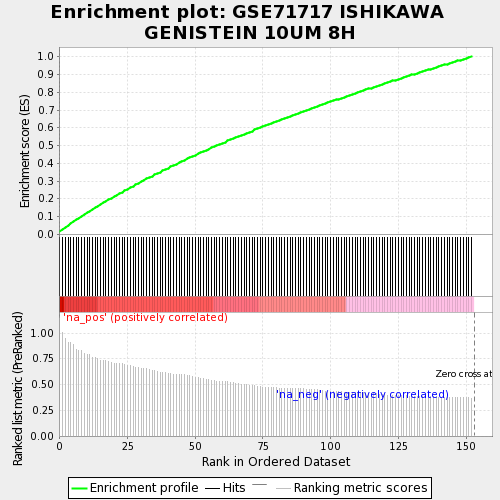 Enrichment plot: GSE71717 ISHIKAWA
GENISTEIN 10UM 8H
Enrichment score (ES)
1.0
0.9
0.8
0.7
0.6
0.5
0.4
0.3
0.2
0.1
0.0
'na_pos' (positively correlated)
Ranked list metric (PreRanked)
1.00
0.75
0.50
0.25
0.00
Zero cross at
'na_neg' (negatively correlated)
0 25 50 75 100 125 150
Rank in Ordered Dataset
Enrichment profile Hits Ranking metric scores